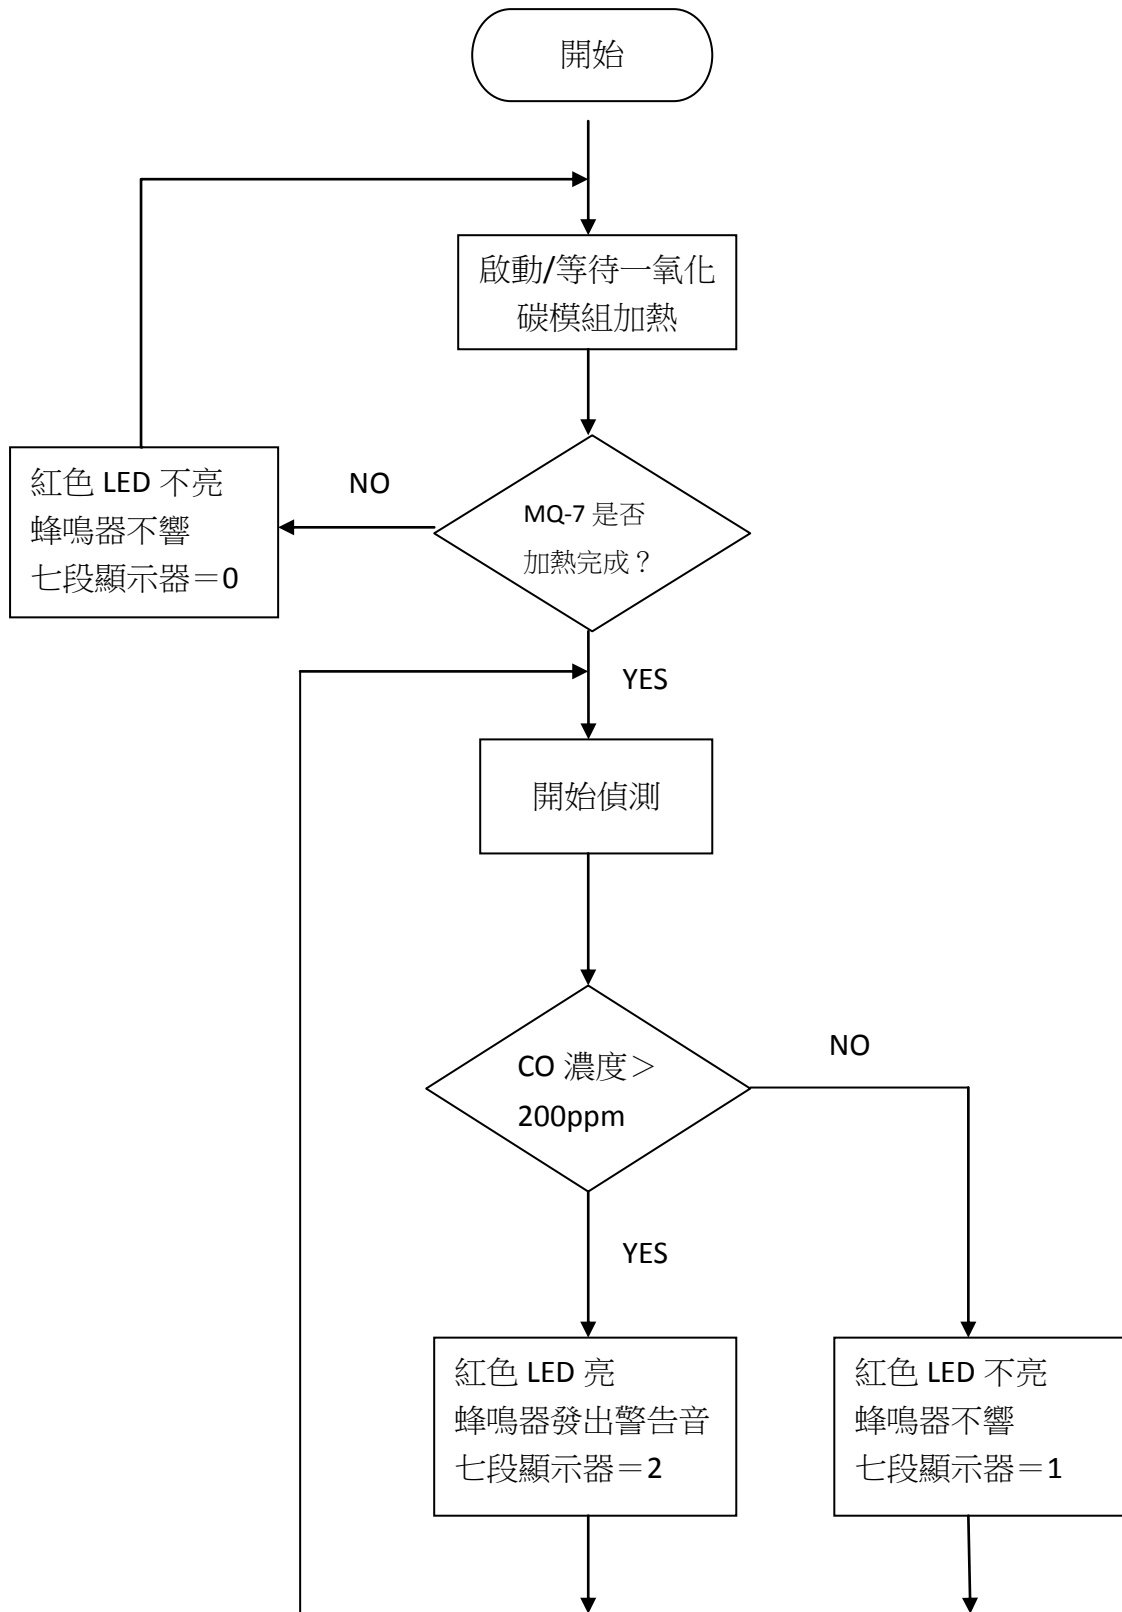 開始
啟動/等待一氧化
碳模組加熱
紅色 LED 不亮
蜂鳴器不響
七段顯示器＝0
NO
MQ-7 是否
加熱完成？
YES
開始偵測
CO 濃度＞
200ppm
NO
YES
紅色 LED 亮
蜂鳴器發出警告音
七段顯示器＝2
紅色 LED 不亮
蜂鳴器不響
七段顯示器＝1